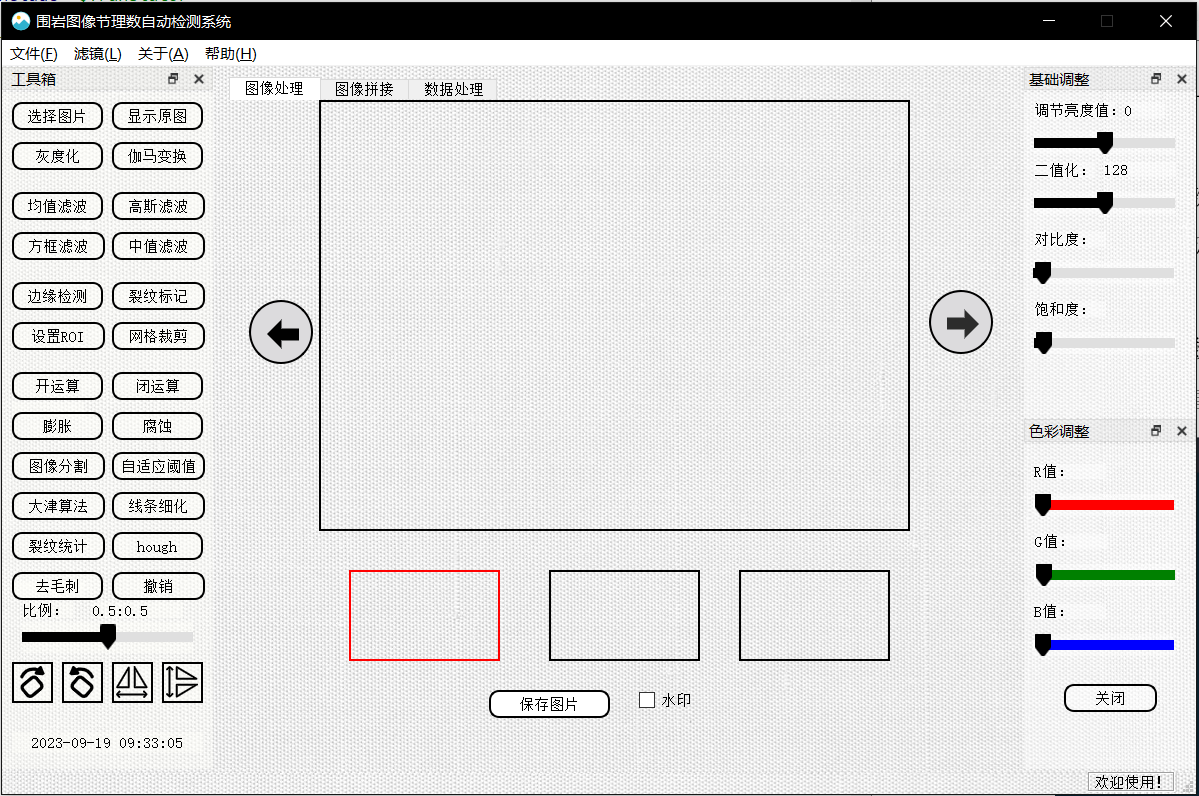 围岩图像节理数自动检测系统
文件(F) 滤镜(L) 关于(A) 帮助(H)
工具箱
选择图片 显示原图
灰度化 伽马变换
均值滤波 高斯滤波
方框滤波 中值滤波
边缘检测 裂纹标记
设置ROI 网格裁剪
开运算 闭运算
膨胀 腐蚀
图像分割 自适应阈值
大津算法 线条细化
裂纹统计 hough
去毛刺 撤销
比例： 0.5:0.5
2023-09-19 09:33:05
图像处理 图像拼接 数据处理
保存图片 水印
基础调整
调节亮度值：0
二值化： 128
对比度：
饱和度：
色彩调整
R值：
G值：
B值：
关闭
欢迎使用!